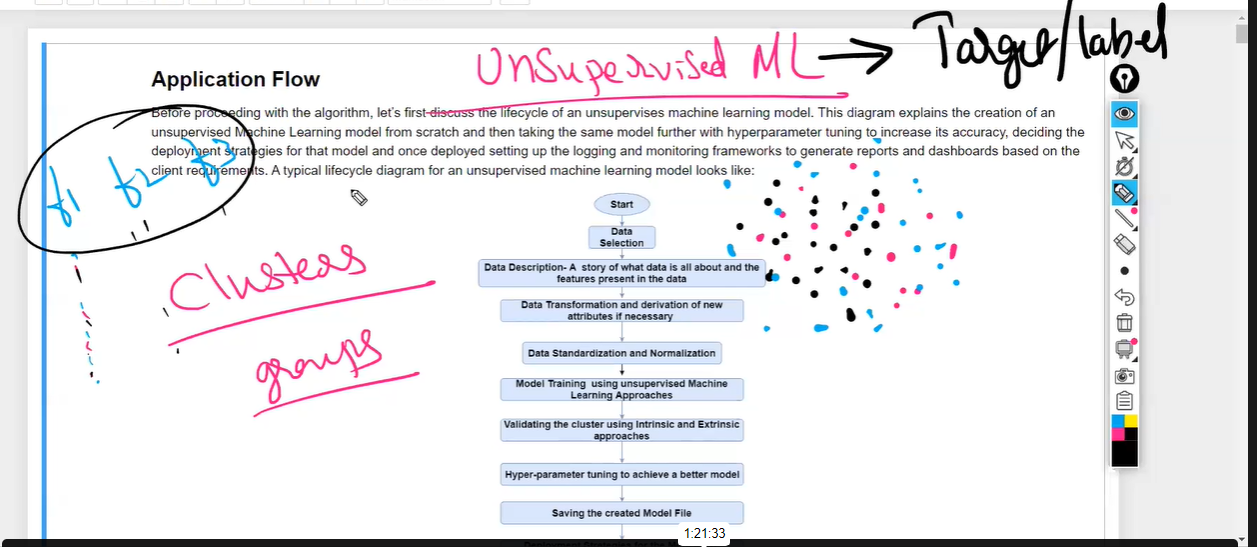 Unsupervised ML → Target/label
Application Flow
Before proceeding with the algorithm, let's first discuss the lifecycle of an unsupervises machine learning model. This diagram explains the creation of an
unsupervised Machine Learning model from scratch and then taking the same model further with hyperparameter tuning to increase its accuracy, deciding the
deployment strategies for that model and once deployed setting up the logging and monitoring frameworks to generate reports and dashboards based on the
client requirements. A typical lifecycle diagram for an unsupervised machine learning model looks like:
f1 f2 f3
Clusters
groups
Start
Data
Selection
Data Description- A story of what data is all about and the
features present in the data
Data Transformation and derivation of new
attributes if necessary
Data Standardization and Normalization
Model Training using unsupervised Machine
Learning Approaches
Validating the cluster using Intrinsic and Extrinsic
approaches
Hyper-parameter tuning to achieve a better model
Saving the created Model File
1:21:33